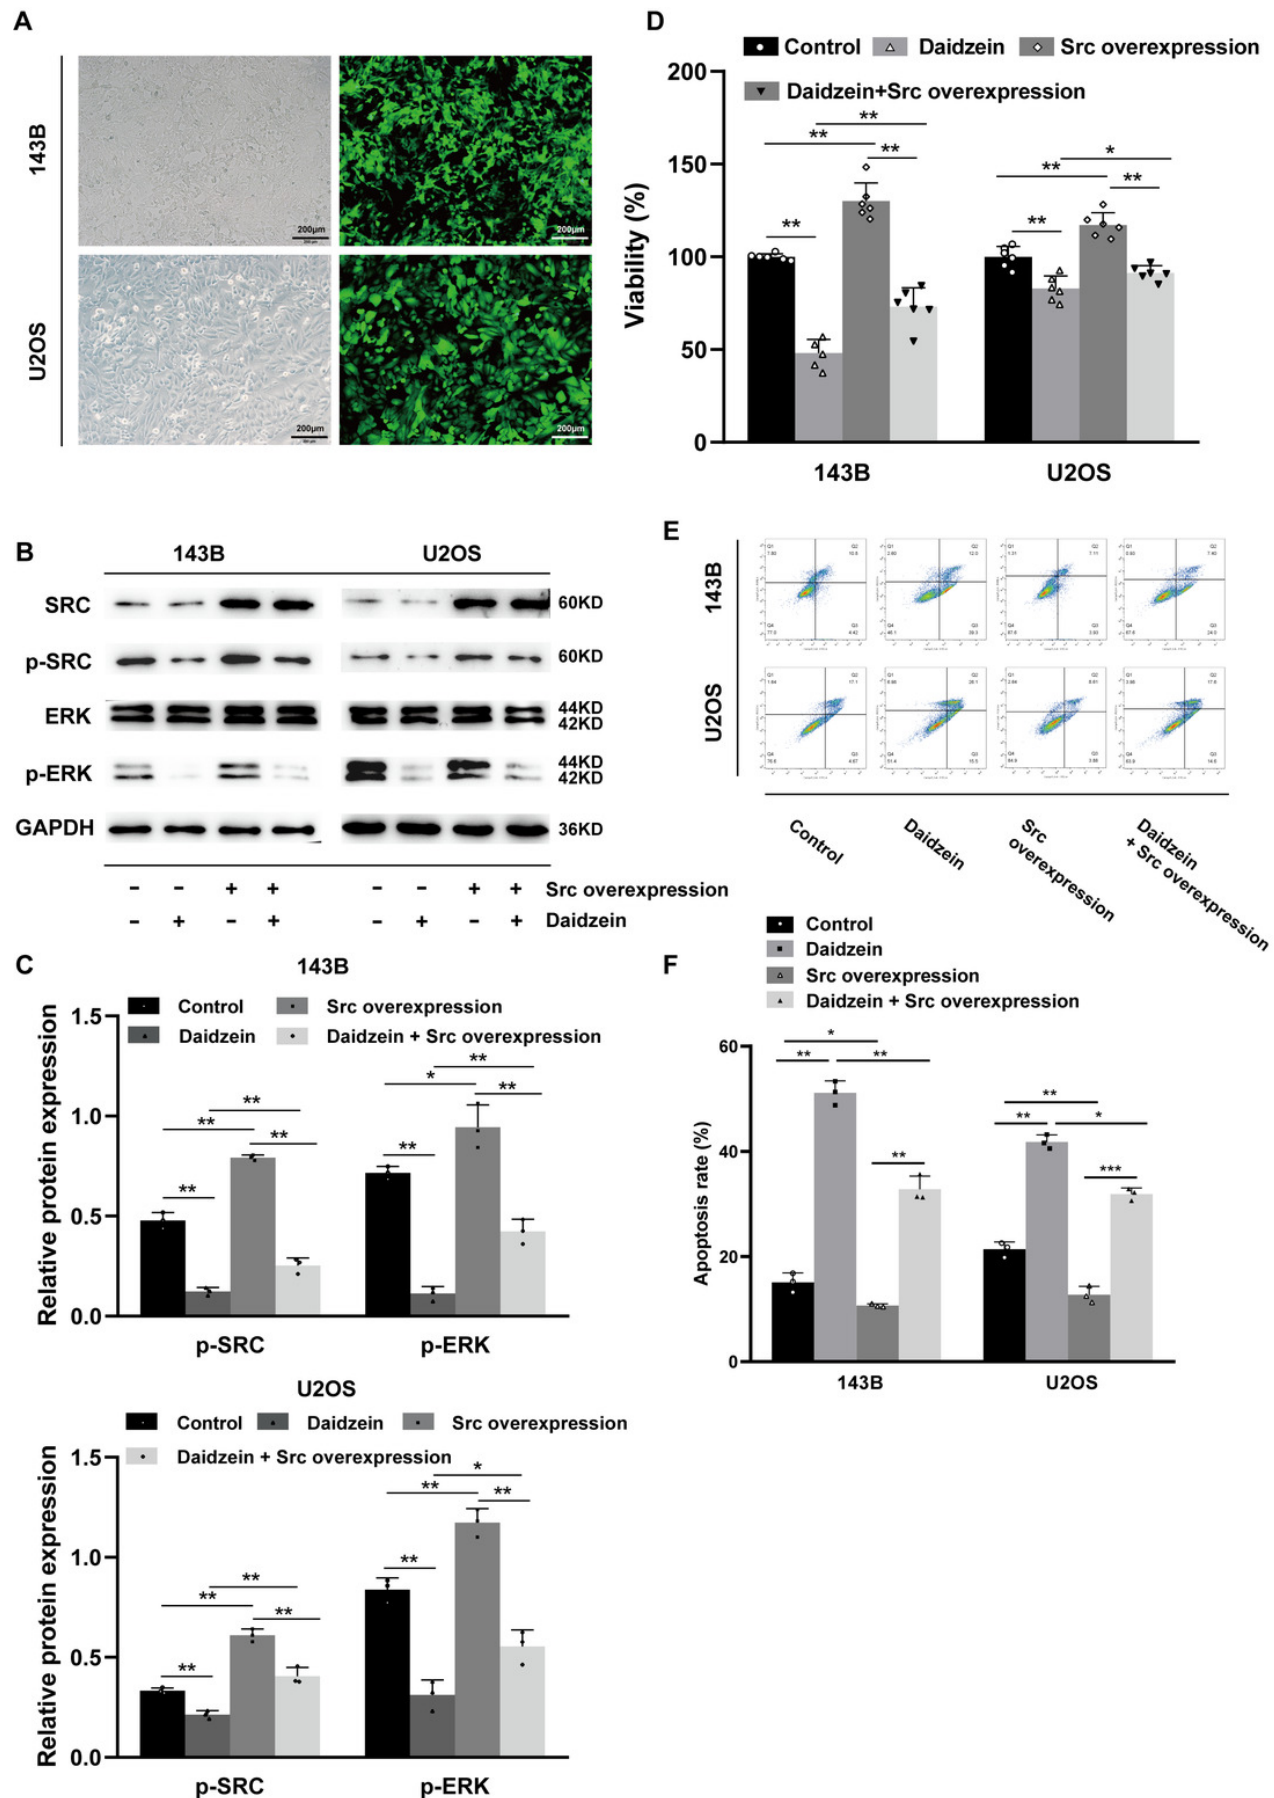 A
143B
200μm
200μm
U2OS
200μm
200μm
B
143B
U2OS
SRC
60KD
p-SRC
60KD
ERK
44KD
42KD
p-ERK
44KD
42KD
GAPDH
36KD
- - + + - - + + Src overexpression
- + - + - + - + Daidzein
C
143B
Control
Src overexpression
Daidzein
Daidzein + Src overexpression
Relative protein expression
1.5
1.0
0.5
0.0
** ** ** **
** * ** **
p-SRC
p-ERK
U2OS
Control
Daidzein
Src overexpression
Daidzein + Src overexpression
Relative protein expression
1.5
1.0
0.5
0.0
** ** ** **
** ** * **
p-SRC
p-ERK
D
Control
Daidzein
Src overexpression
Daidzein+Src overexpression
Viability (%)
200
150
100
50
0
** ** ** **
** ** * **
143B
U2OS
E
143B
U2OS
Control
Daidzein
Src
overexpression
Daidzein
+ Src overexpression
F
Control
Daidzein
Src overexpression
Daidzein + Src overexpression
Apoptosis rate (%)
60
40
20
0
* ** ** **
** ** * ***
143B
U2OS